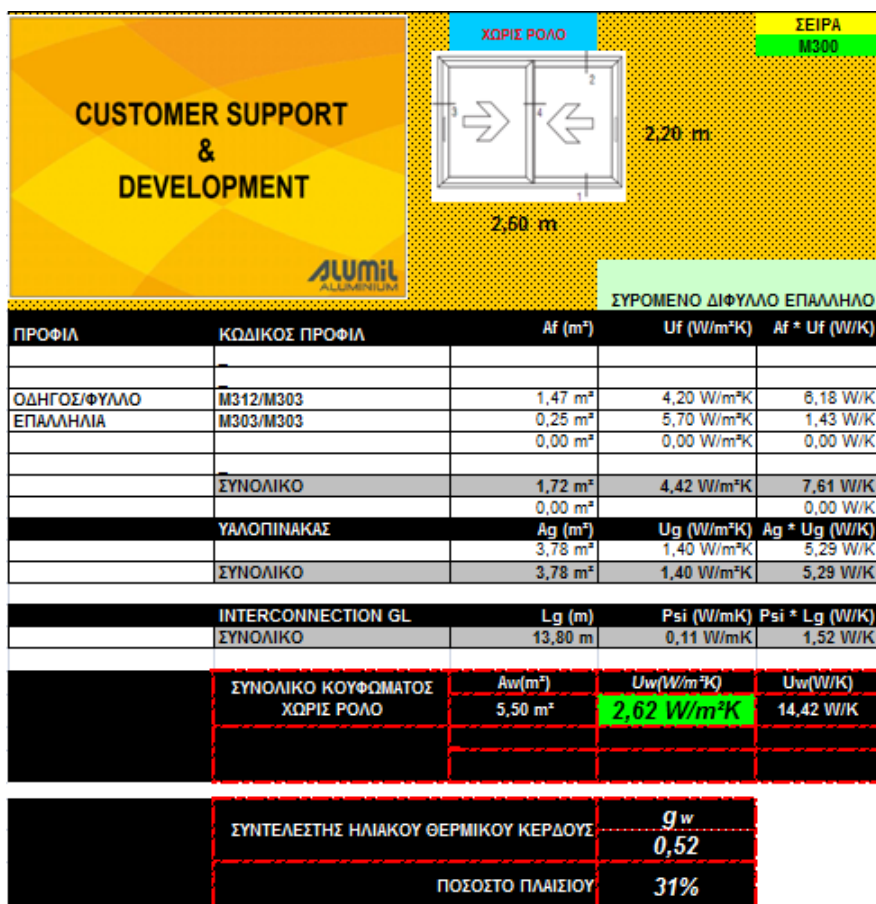 CUSTOMER SUPPORT
&
DEVELOPMENT
ALUMIL
ALUMINIUM
ΧΩΡΙΣ ΡΟΛΟ
ΣΕΙΡΑ
M300
2
3
4
1
2,20 m
2,50 m
ΣΥΡΟΜΕΝΟ ΔΙΦΥΛΛΟ ΕΠΑΛΛΗΛΟ
ΠΡΟΦΙΛ ΚΩΔΙΚΟΣ ΠΡΟΦΙΛ Af (m²) Uf (W/m²K) Af * Uf (W/K)
_
_
ΟΔΗΓΟΣ/ΦΥΛΛΟ M312/M303 1,47 m² 4,20 W/m²K 6,18 W/K
ΕΠΑΛΛΗΛΙΑ M303/M303 0,25 m² 5,70 W/m²K 1,43 W/K
0,00 m² 0,00 W/m²K 0,00 W/K
_
ΣΥΝΟΛΙΚΟ 1,72 m² 4,42 W/m²K 7,61 W/K
0,00 m² 0,00 W/K
ΥΑΛΟΠΙΝΑΚΑΣ Ag (m²) Ug (W/m²K) Ag * Ug (W/K)
3,78 m² 1,40 W/m²K 5,29 W/K
ΣΥΝΟΛΙΚΟ 3,78 m² 1,40 W/m²K 5,29 W/K
INTERCONNECTION GL Lg (m) Psi (W/mK) Psi * Lg (W/K)
ΣΥΝΟΛΙΚΟ 13,80 m 0,11 W/mK 1,52 W/K
ΣΥΝΟΛΙΚΟ ΚΟΥΦΩΜΑΤΟΣ Aw(m²) Uw(W/m²K) Uw(W/K)
ΧΩΡΙΣ ΡΟΛΟ 5,50 m² 2,62 W/m²K 14,42 W/K
ΣΥΝΤΕΛΕΣΤΗΣ ΗΛΙΑΚΟΥ ΘΕΡΜΙΚΟΥ ΚΕΡΔΟΥΣ g w
0,52
ΠΟΣΟΣΤΟ ΠΛΑΙΣΙΟΥ 31%